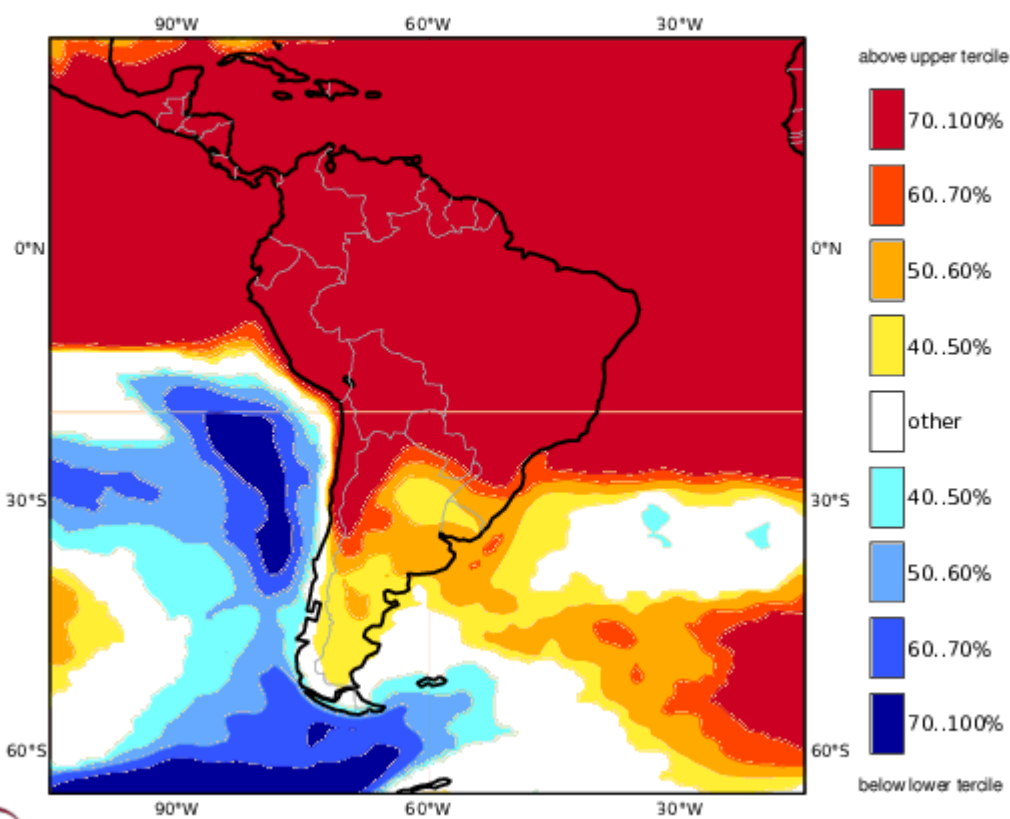 90°W 60°W 30°W
above upper tercile
70..100%
60..70%
50..60%
40..50%
other
40..50%
50..60%
60..70%
70..100%
below lower tercile
0°N 0°N
30°S 30°S
60°S 60°S
90°W 60°W 30°W